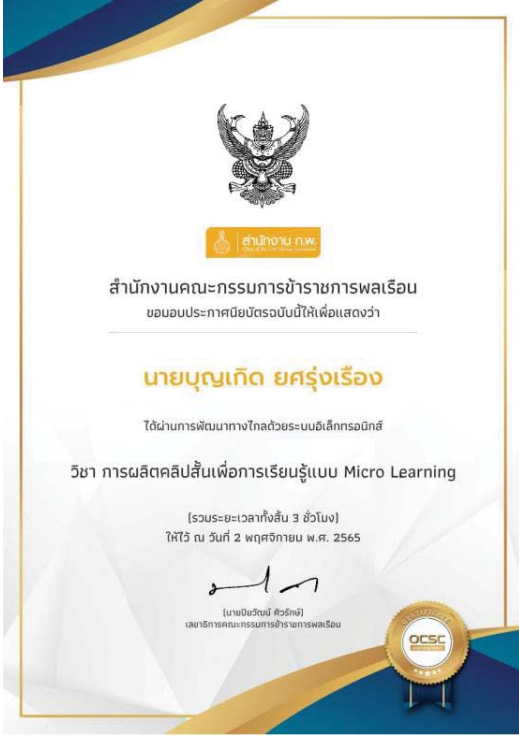 สำนักงาน ก.พ.
Office of the Civil Service Commission
สำนักงานคณะกรรมการข้าราชการพลเรือน
ขอมอบประกาศนียบัตรฉบับนี้ให้เพื่อแสดงว่า
นายบุญเกิด ยศรุ่งเรือง
ได้ผ่านการพัฒนาทางไกลด้วยระบบอิเล็กทรอนิกส์
วิชา การผลิตคลิปสั้นเพื่อการเรียนรู้แบบ Micro Learning
(รวมระยะเวลาทั้งสิ้น 3 ชั่วโมง)
ให้ไว้ ณ วันที่ 2 พฤศจิกายน พ.ศ. 2565
(นายปิยวัฒน์ ศิวรักษ์)
เลขาธิการคณะกรรมการข้าราชการพลเรือน
CERTIFICATE
OCSC
Learning Space